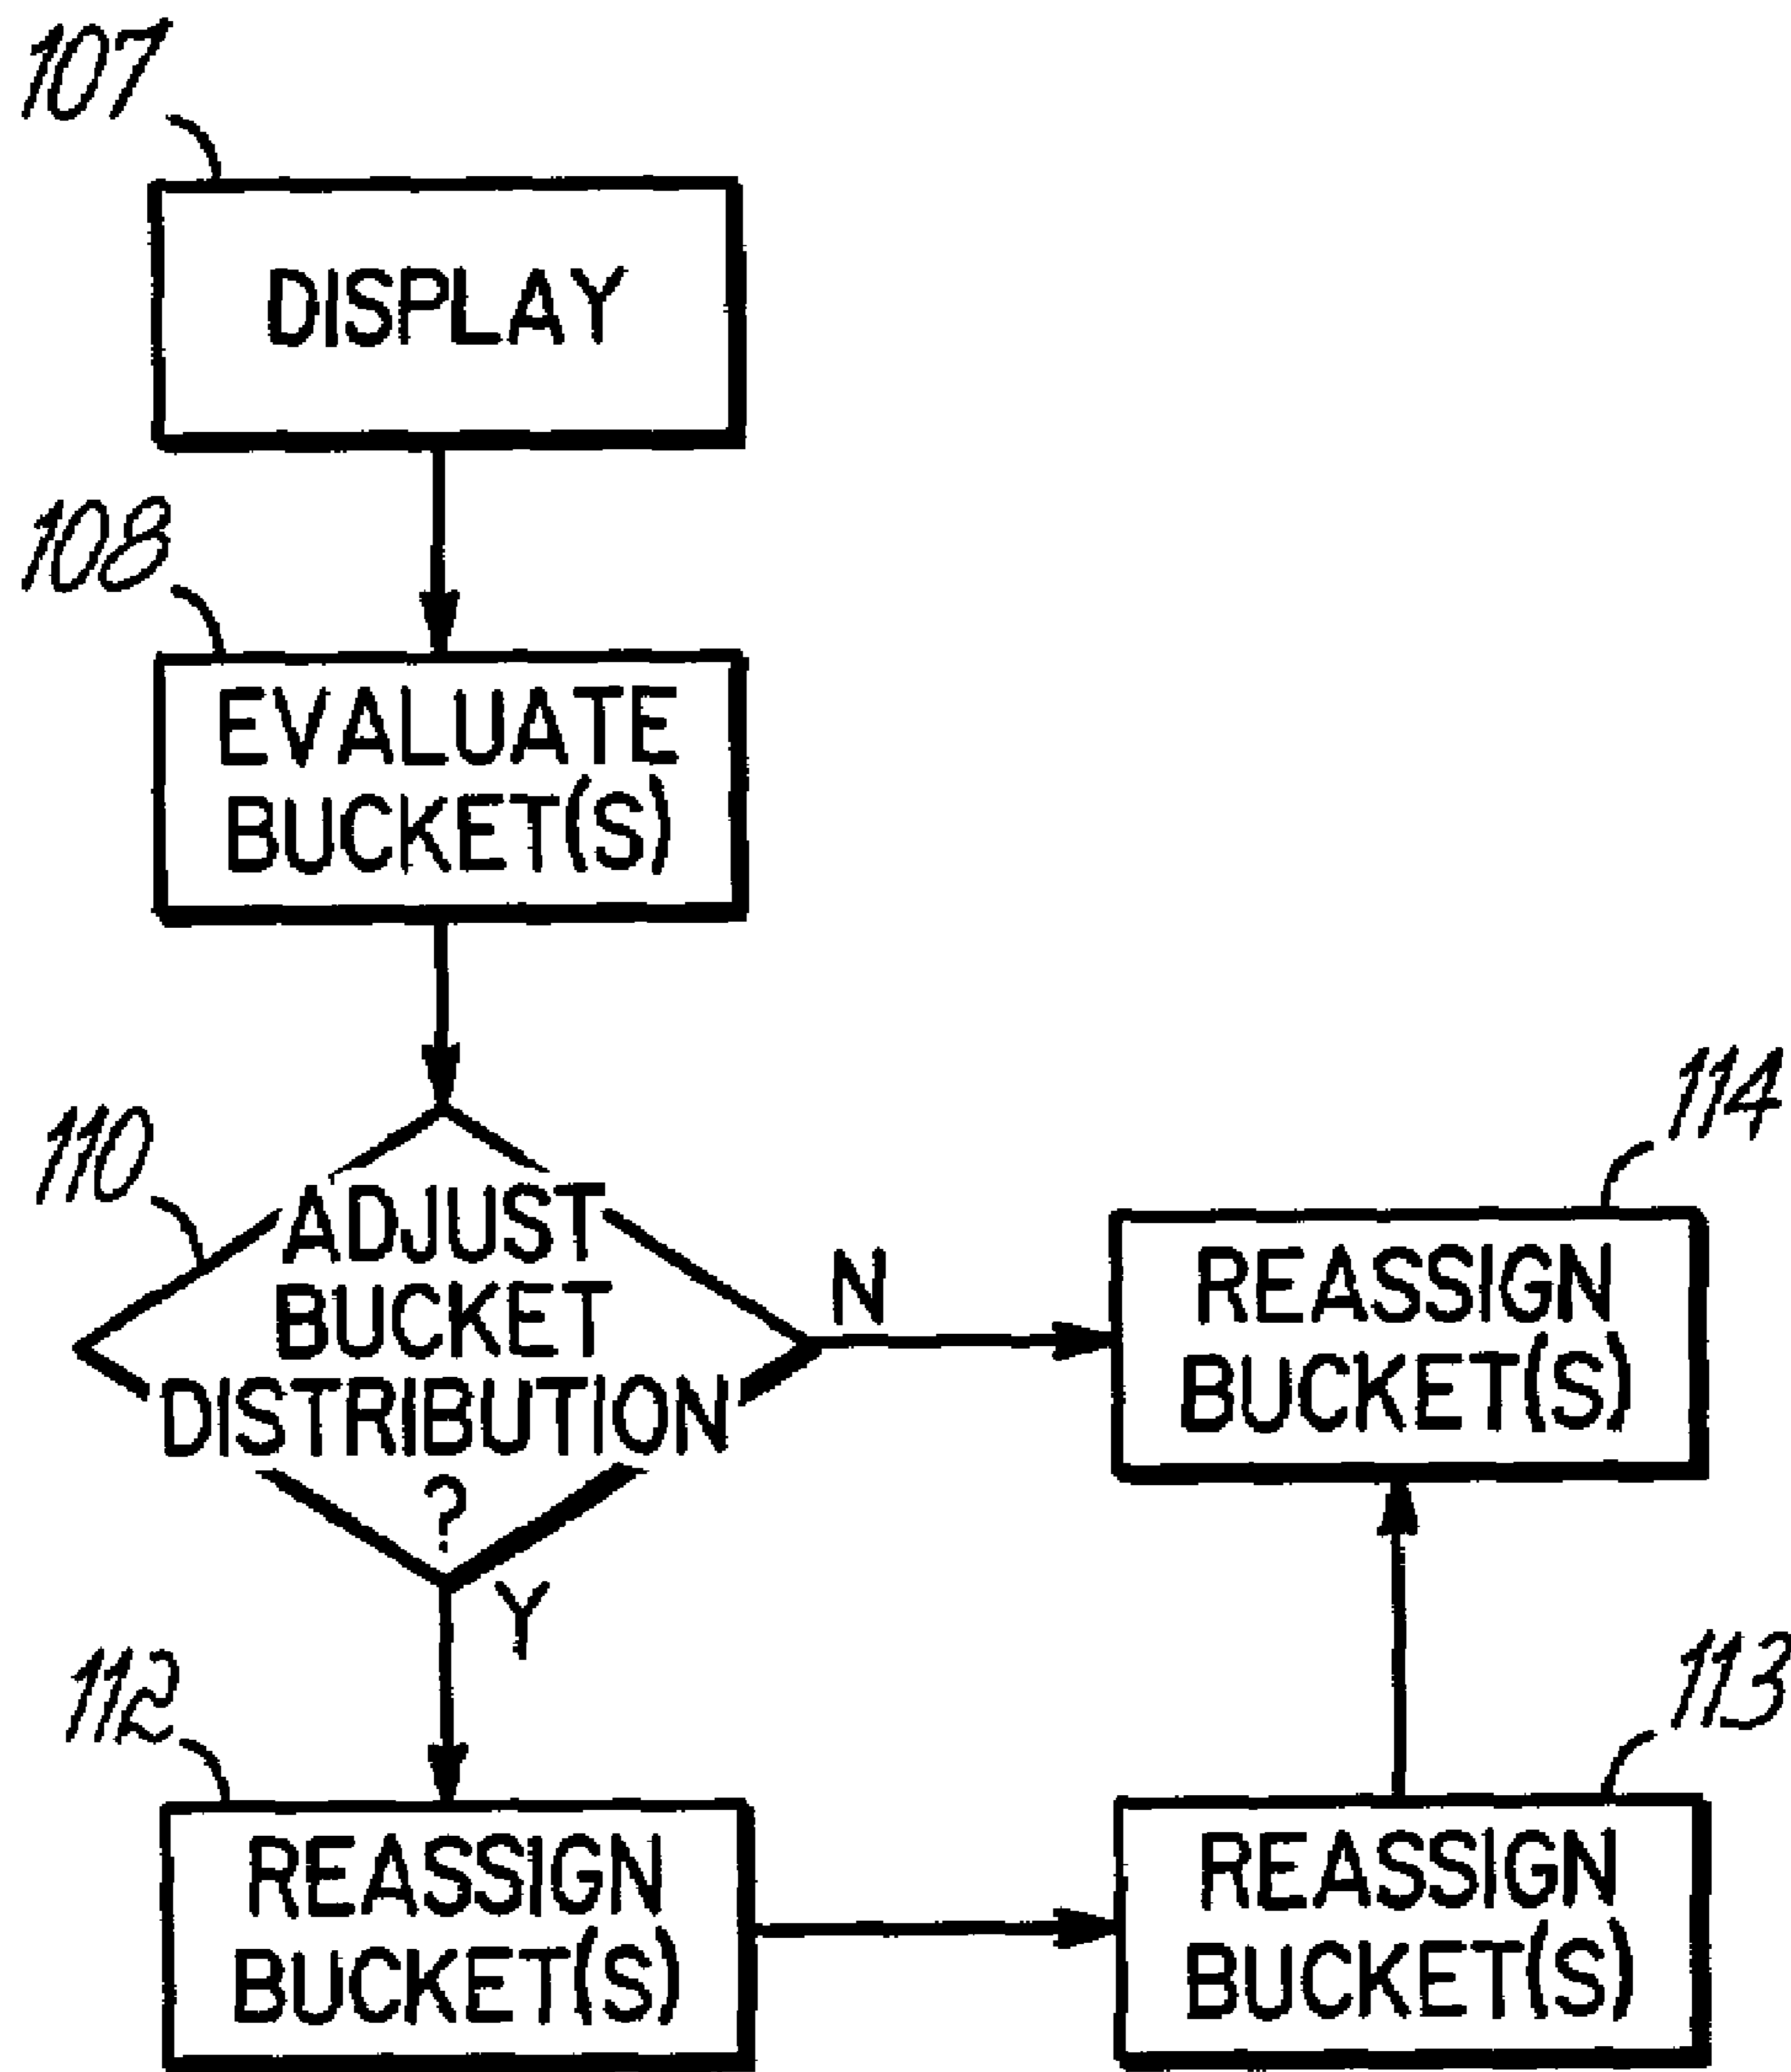 107
DISPLAY
108
EVALUATE
BUCKET(S)
110
ADJUST
BUCKET
DISTRIBUTION
?
N
Y
114
REASSIGN
BUCKET(S)
112
REASSIGN
BUCKET(S)
113
REASSIGN
BUCKET(S)